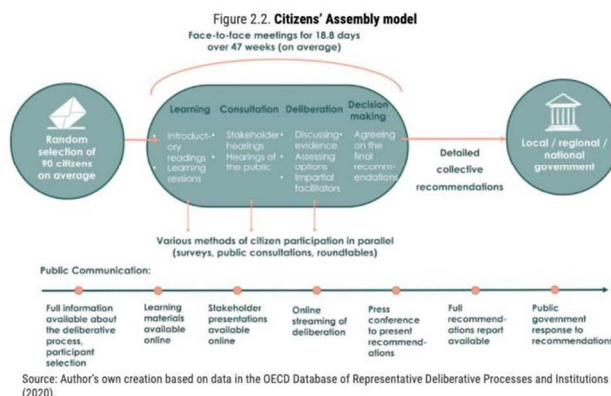 Figure 2.2. Citizens' Assembly model
Face-to-face meetings for 18.8 days
over 47 weeks (on average)
Random
selection of
90 citizens
on average
Learning
• Introduct-
ory
readings
• Learning
sessions
Consultation
• Stakeholder
hearings
• Hearings of
the public
Deliberation
• Discussing
evidence
• Assessing
options
• Impartial
facilitators
Decision
making
• Agreeing
on the
final
recomm-
endations
Detailed
collective
recommendations
Local / regional /
national
government
Various methods of citizen participation in parallel
(surveys, public consultations, roundtables)
Public Communication:
Full information
available about
the deliberative
process,
participant
selection
Learning
materials
available
online
Stakeholder
presentations
available
online
Online
streaming of
deliberation
Press
conference
to present
recommend-
ations
Full
recommend-
ations report
available
Public
government
response to
recommendations
Source: Author's own creation based on data in the OECD Database of Representative Deliberative Processes and Institutions
(2020).